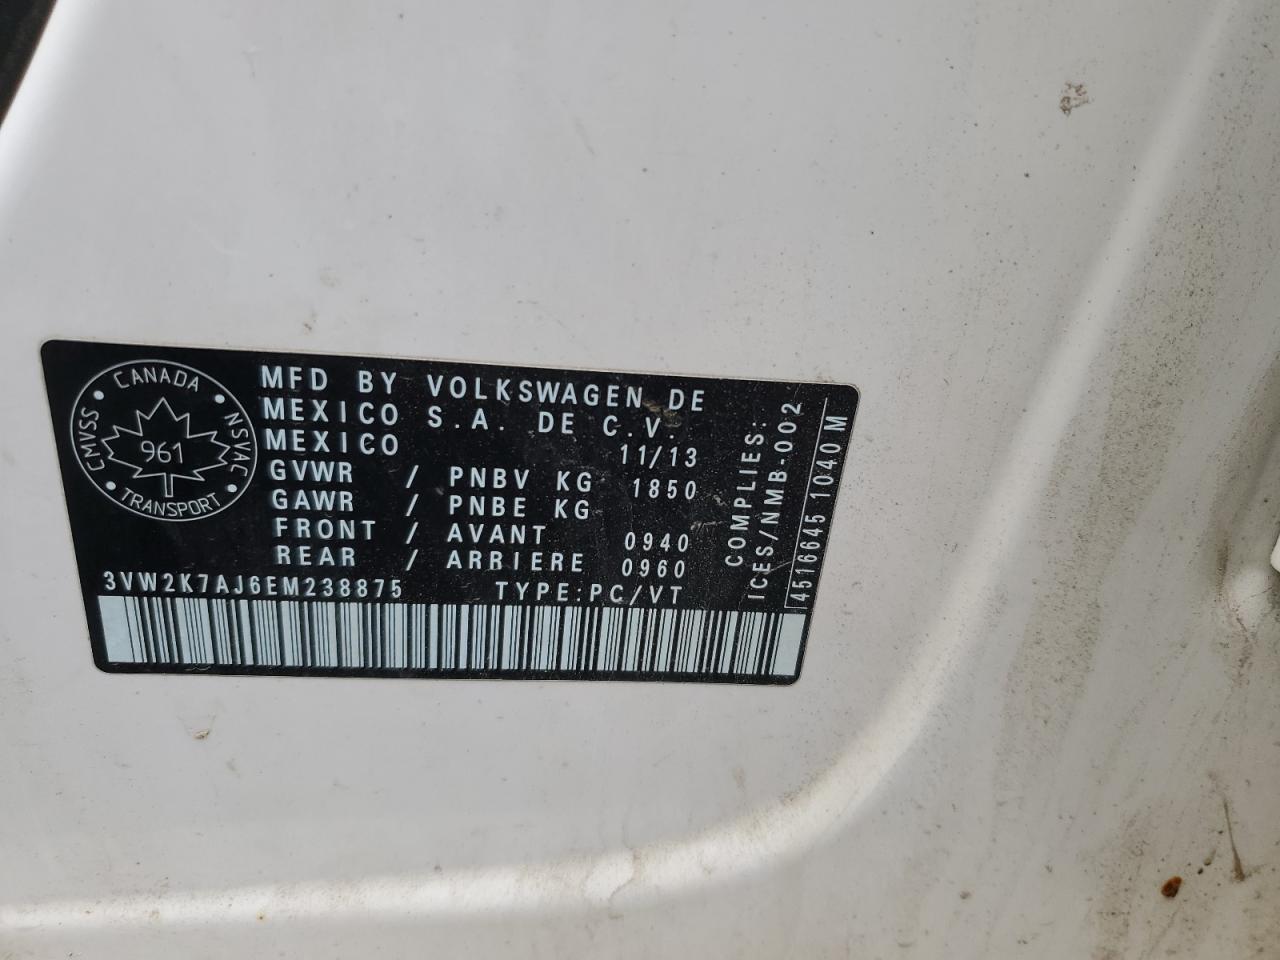 CANADA
CMVSS
NSVAC
961
TRANSPORT
MFD BY VOLKSWAGEN DE
MEXICO S.A. DE C.V.
MEXICO 11/13
GVWR / PNBV KG 1850
GAWR / PNBE KG
FRONT / AVANT 0940
REAR / ARRIERE 0960
3VW2K7AJ6EM238875 TYPE:PC/VT
COMPLIES:
ICES/NMB-002
4516645 1040 M